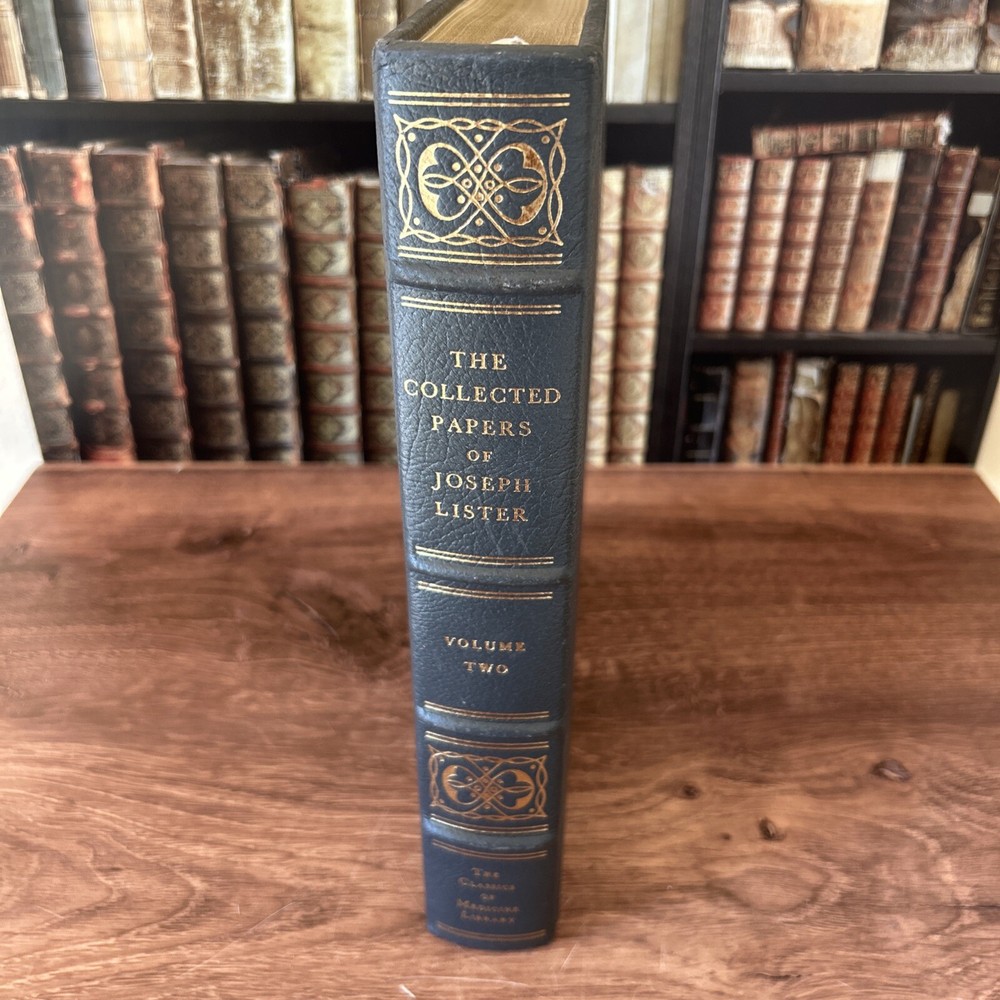 THE
COLLECTED
PAPERS
OF
JOSEPH
LISTER
VOLUME
TWO
THE
CLASSICS
OF
MEDICINE
LIBRARY